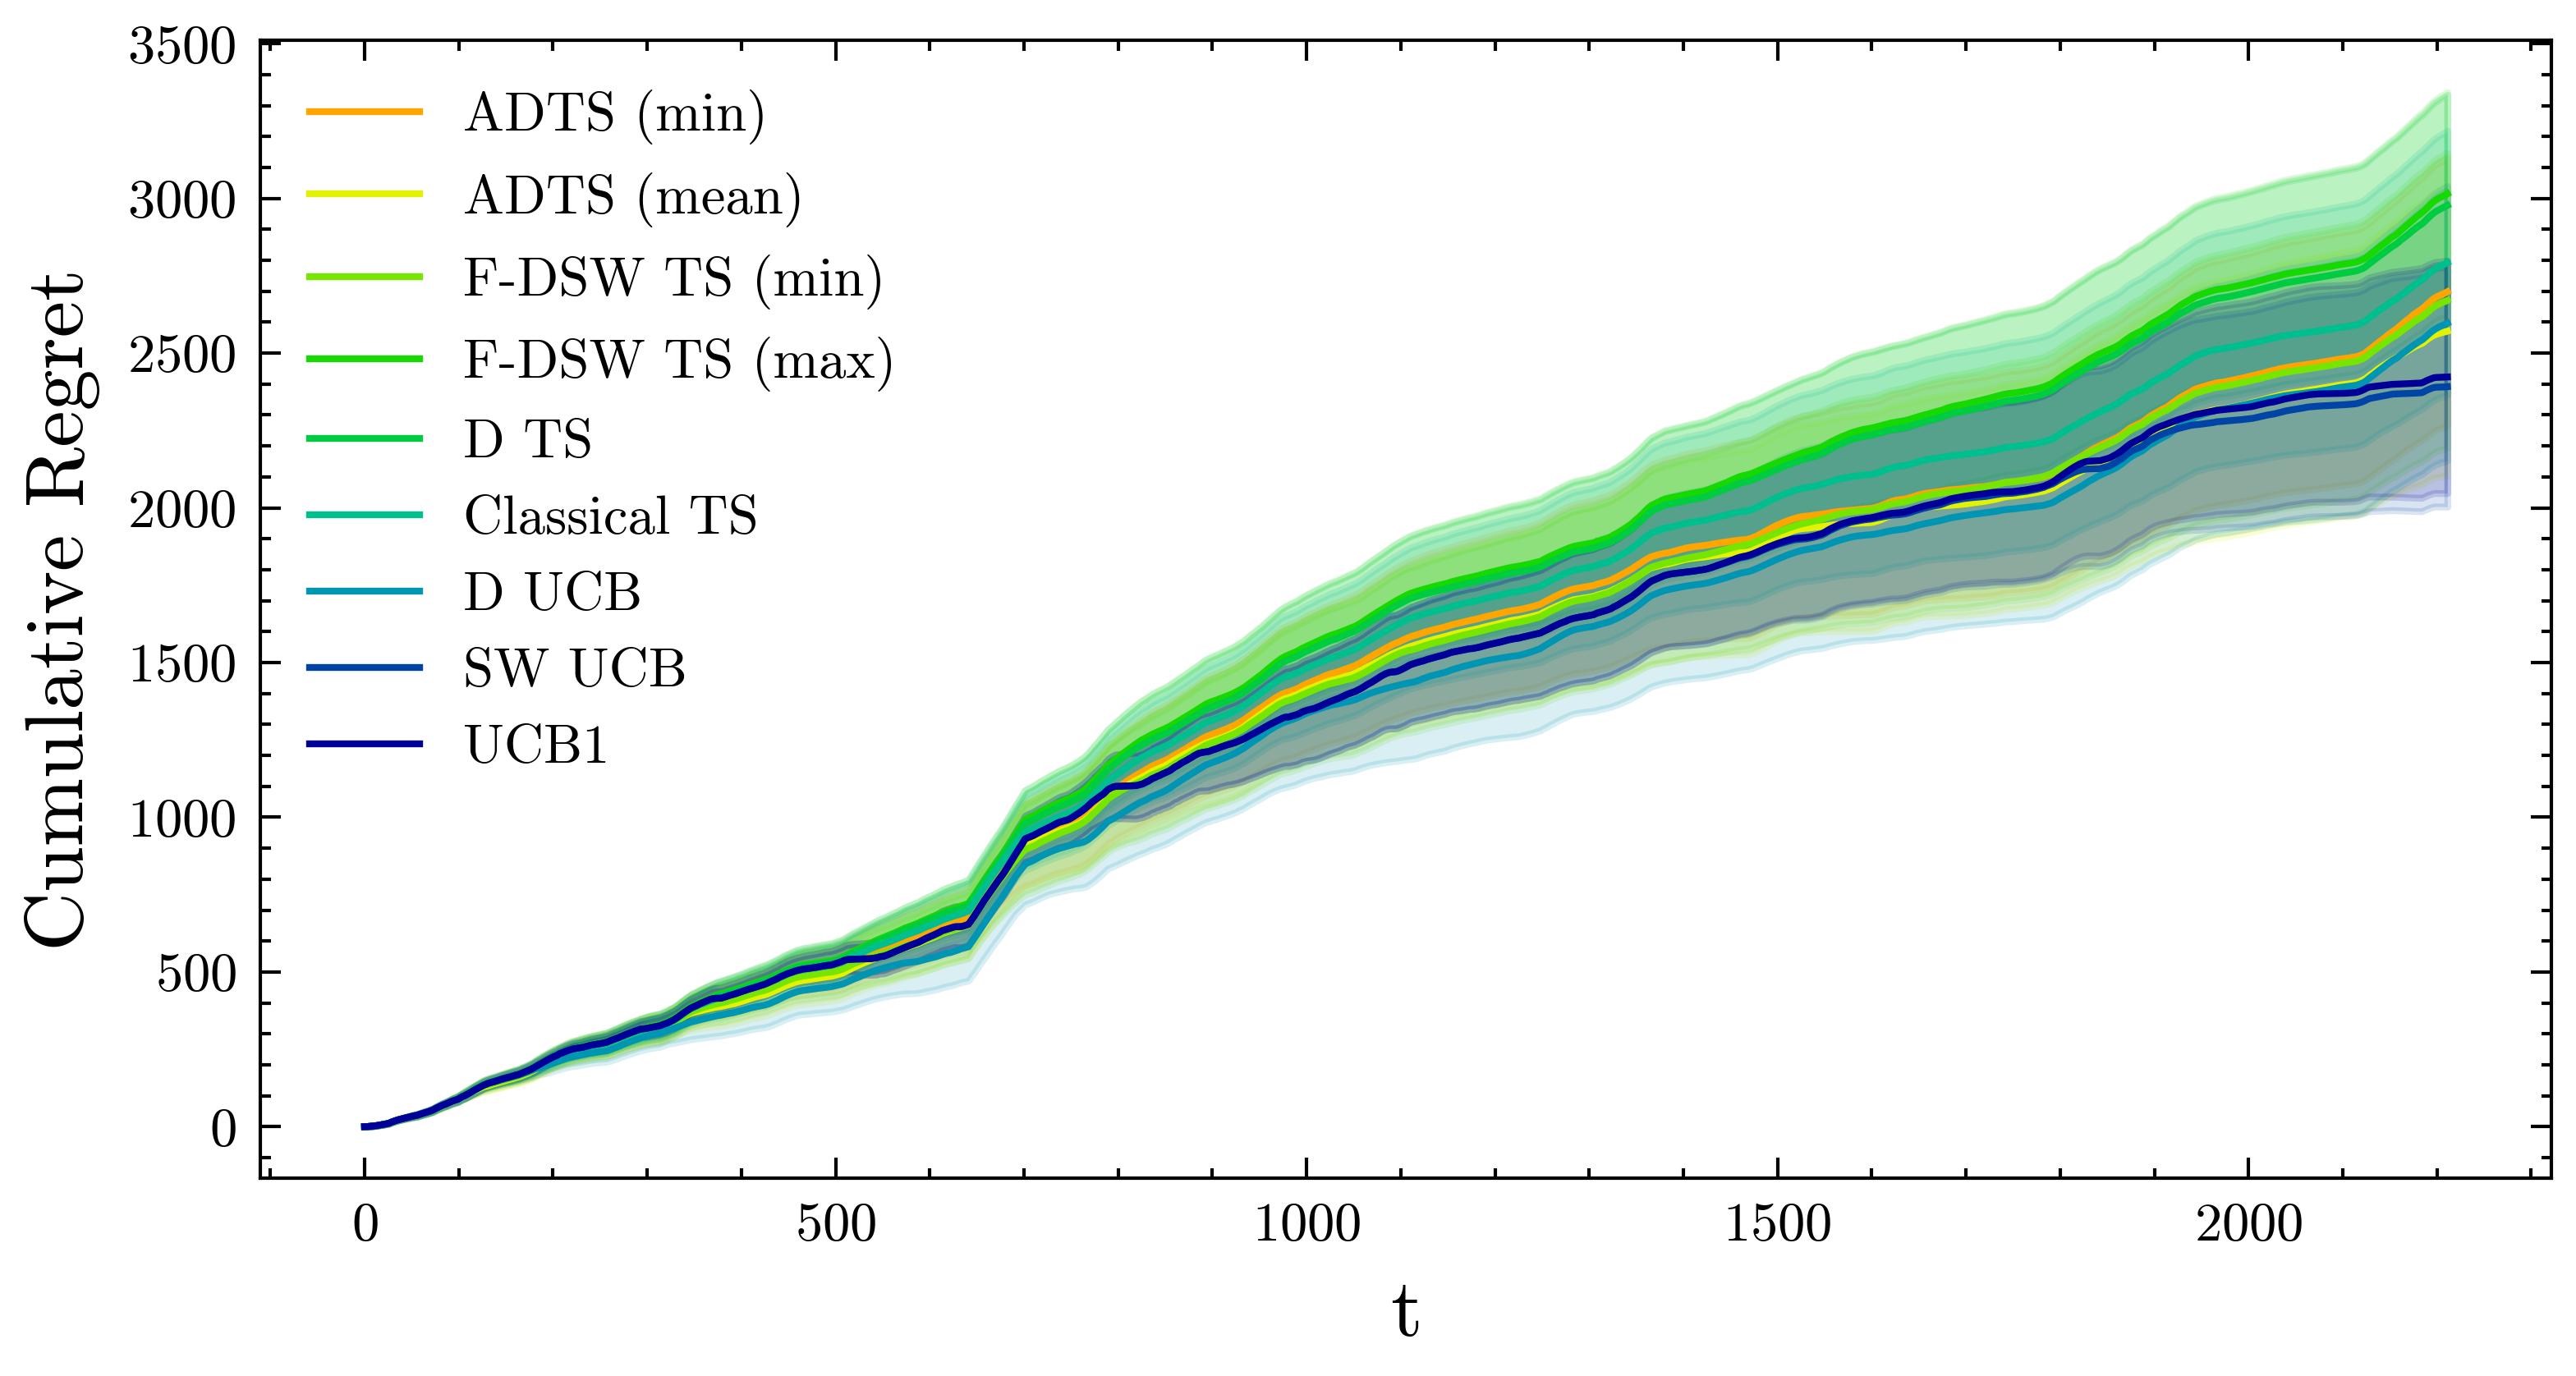 3500
3000
2500
2000
1500
1000
500
0
Cumulative Regret
ADTS (min)
ADTS (mean)
F-DSW TS (min)
F-DSW TS (max)
D TS
Classical TS
D UCB
SW UCB
UCB1
0 500 1000 1500 2000
t